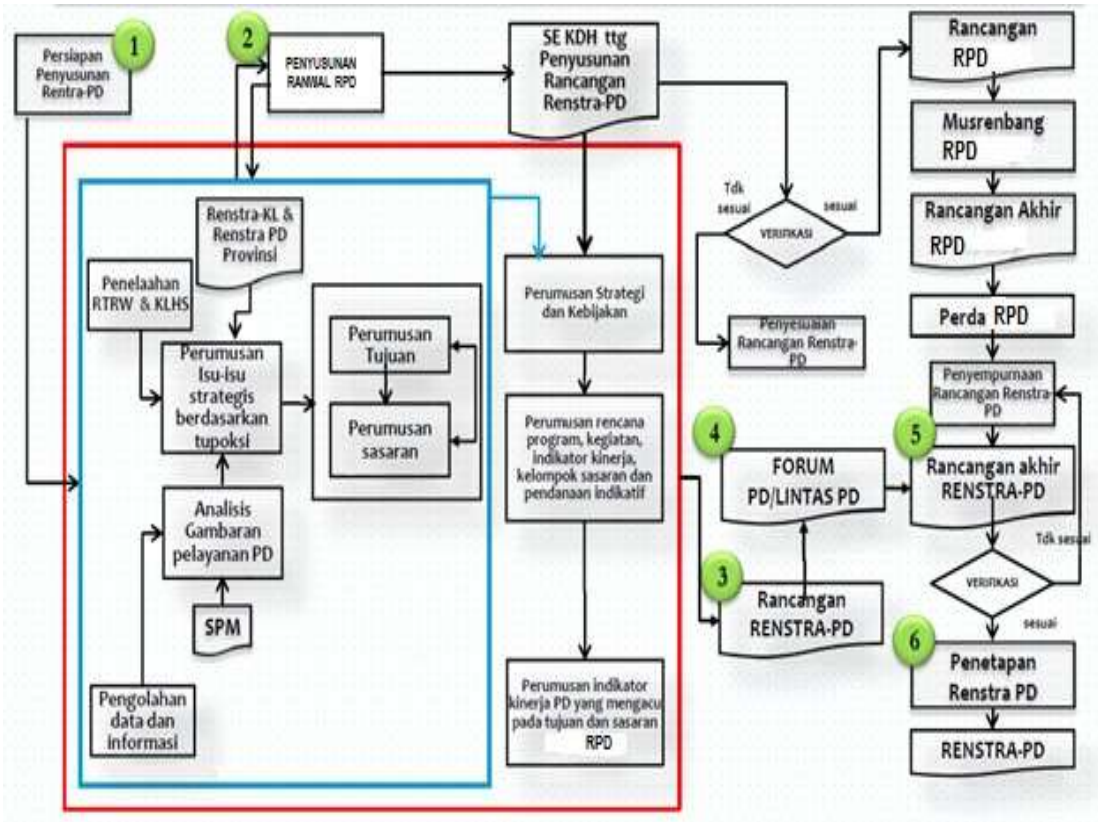 1
Persiapan
Penyusunan
Rentra-PD
2
PENYUSUNAN
RANWAL RPD
SE KDH ttg
Penyusunan
Rancangan
Renstra-PD
Rancangan
RPD
Musrenbang
RPD
Rancangan Akhir
RPD
Perda RPD
Penyempurnaan
Rancangan Renstra-
PD
Tdk
sesuai
sesuai
VERIFIKASI
Penyesuaian
Rancangan Renstra-
PD
Renstra-KL &
Renstra PD
Provinsi
Penelaahan
RTRW & KLHS
Perumusan
Isu-isu
strategis
berdasarkan
tupoksi
Perumusan
Tujuan
Perumusan
sasaran
Analisis
Gambaran
pelayanan PD
SPM
Pengolahan
data dan
informasi
Perumusan Strategi
dan Kebijakan
Perumusan rencana
program, kegiatan,
indikator kinerja,
kelompok sasaran dan
pendanaan indikatif
Perumusan indikator
kinerja PD yang mengacu
pada tujuan dan sasaran
RPD
3
Rancangan
RENSTRA-PD
4
FORUM
PD/LINTAS PD
5
Rancangan akhir
RENSTRA-PD
Tdk sesuai
VERIFIKASI
sesuai
6
Penetapan
Renstra PD
RENSTRA-PD